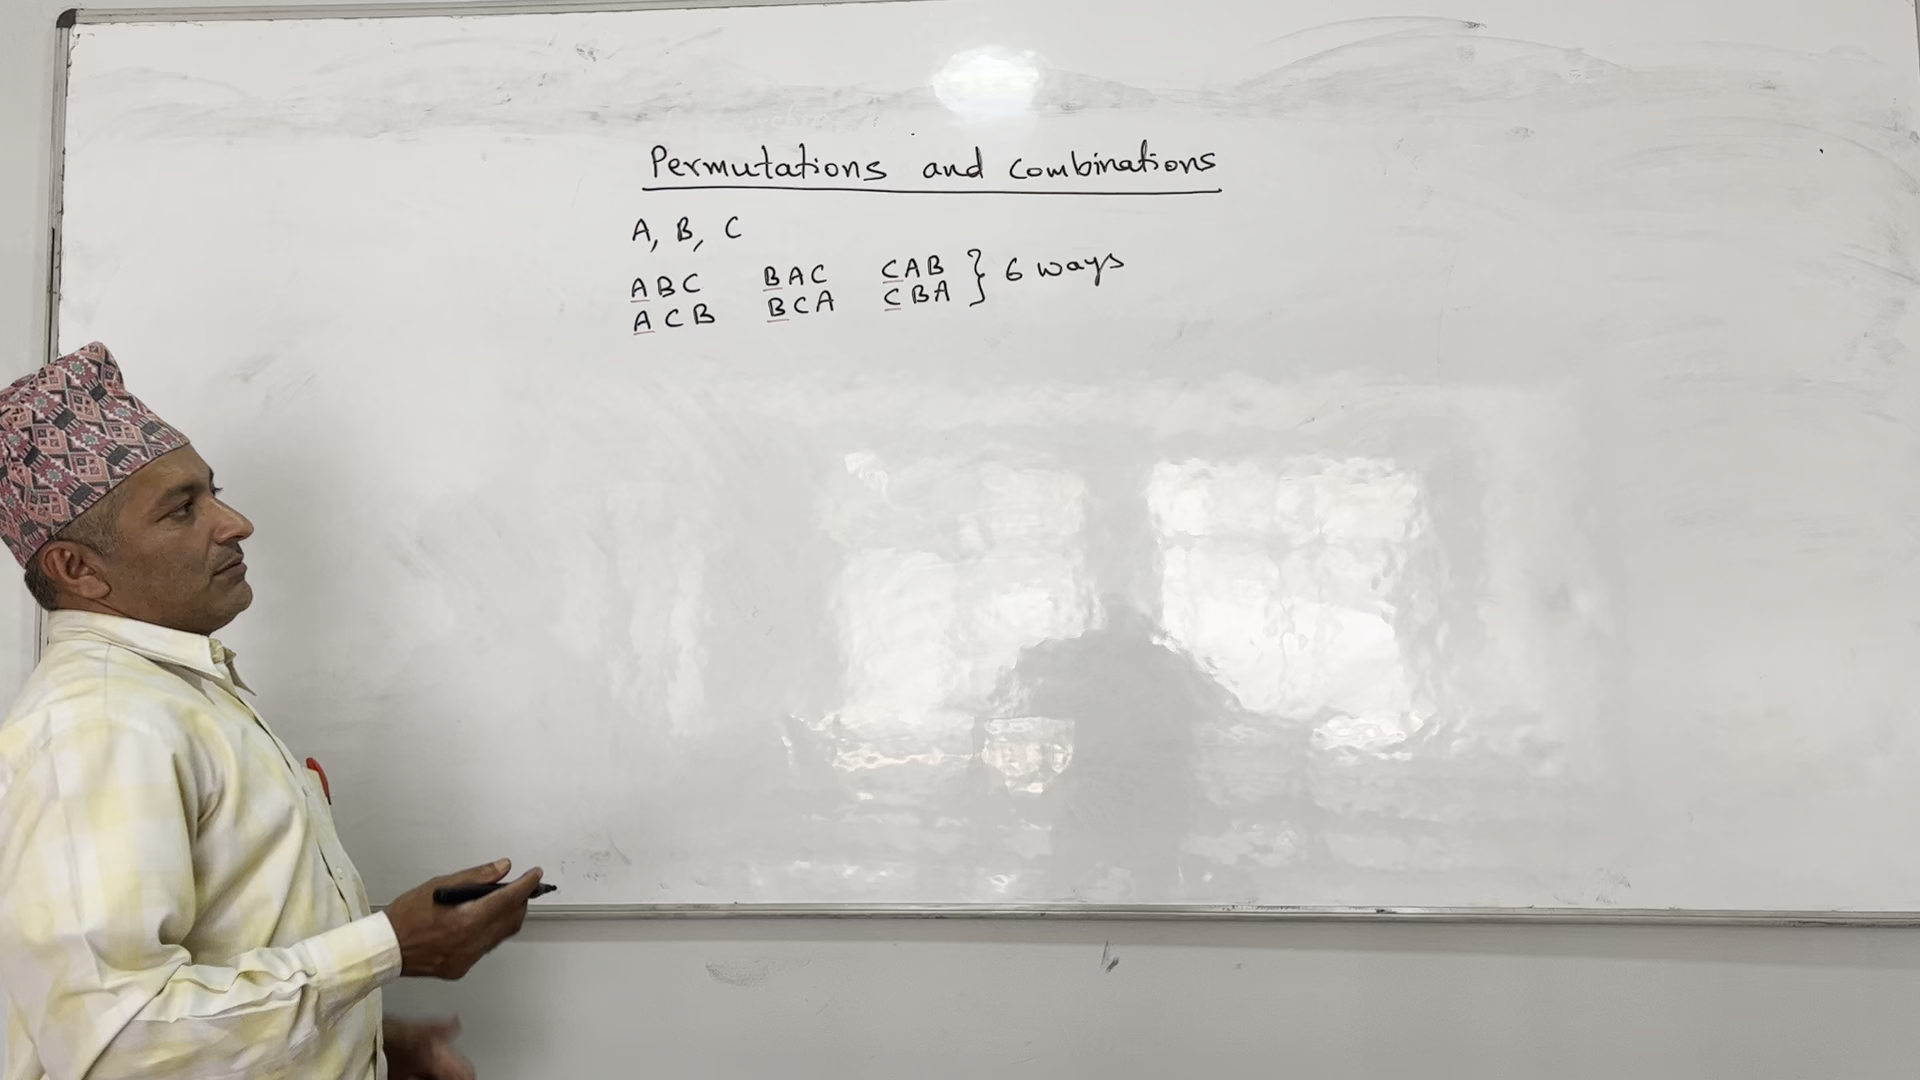 Permutations and combinations
A, B, C
ABC BAC CAB } 6 ways
ACB BCA CBA